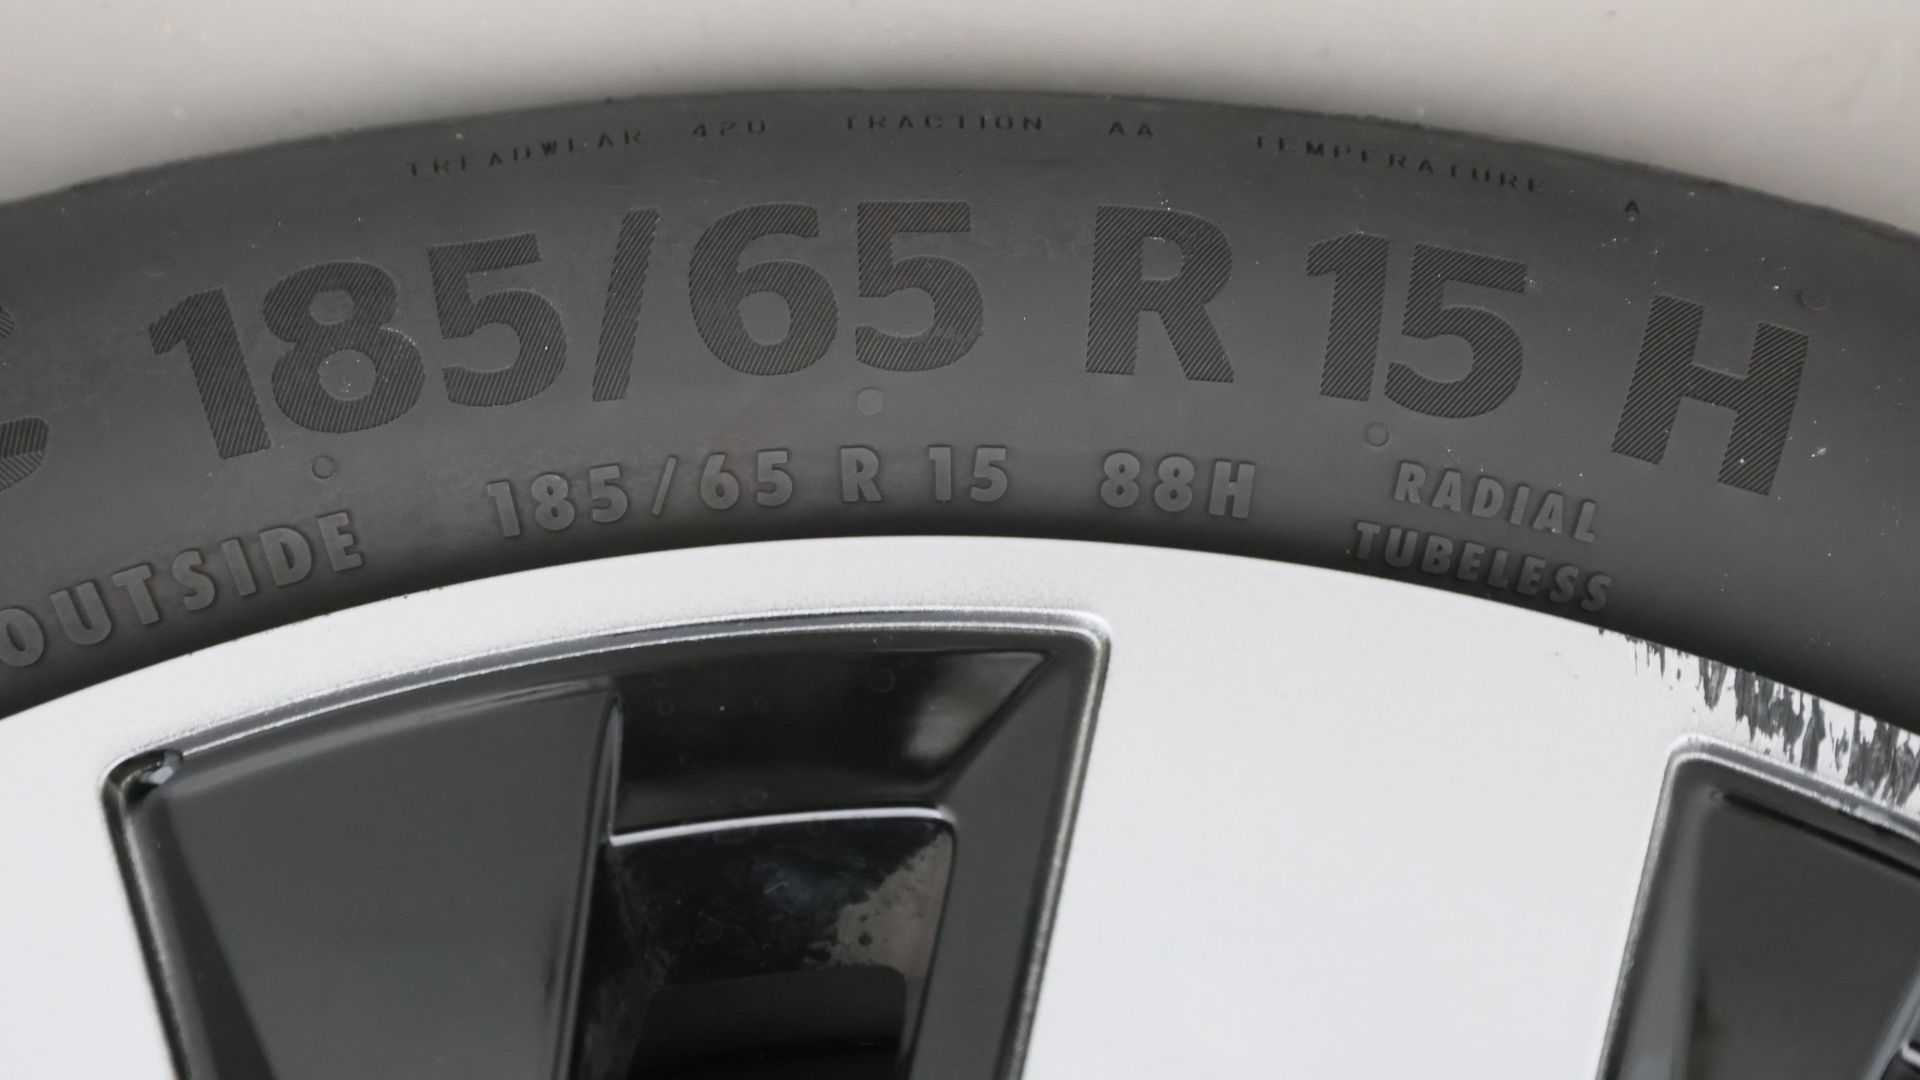 TREADWEAR 420 TRACTION AA TEMPERATURE A
185/65 R 15 H
OUTSIDE 185/65 R 15 88H RADIAL
TUBELESS